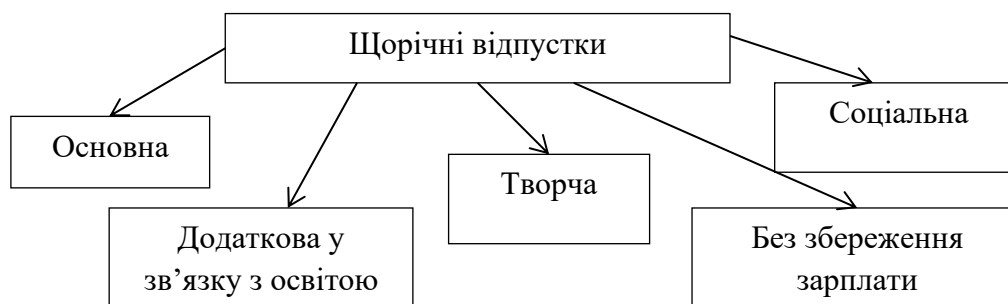 Щорічні відпустки
Соціальна
Основна
Творча
Додаткова у
зв’язку з освітою
Без збереження
зарплати